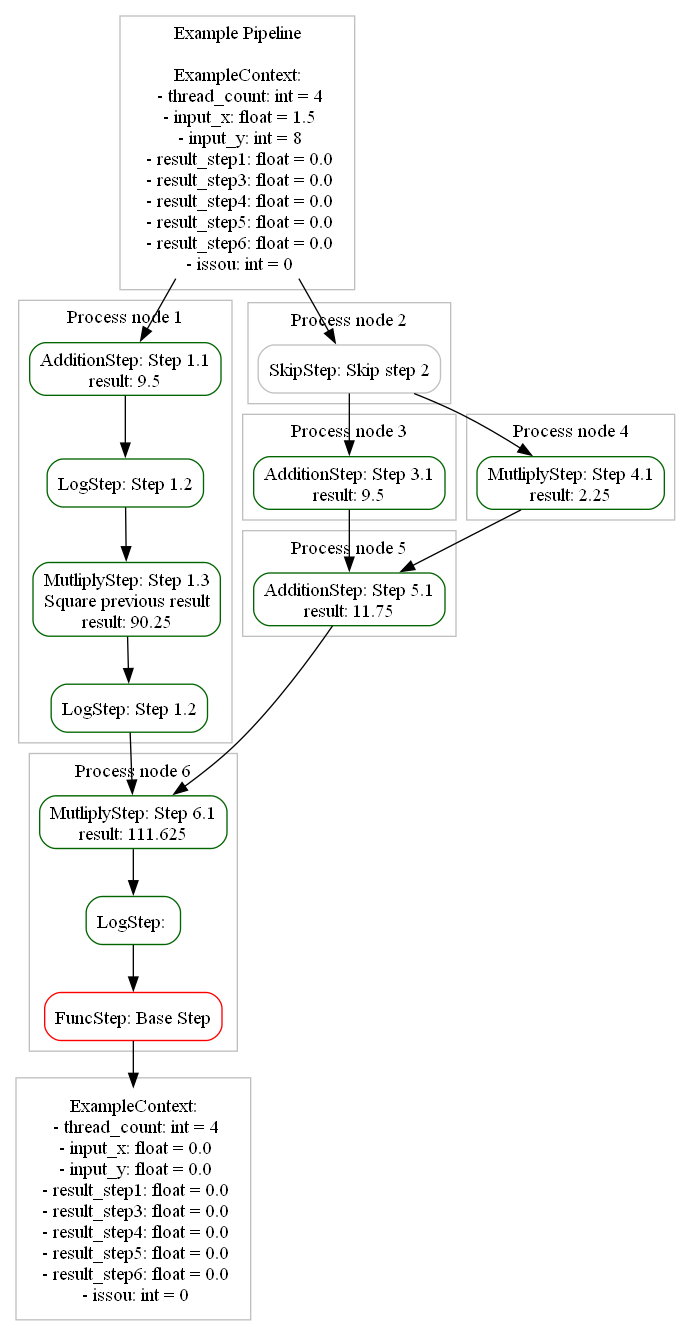 Example Pipeline
ExampleContext:
- thread_count: int = 4
- input_x: float = 1.5
- input_y: int = 8
- result_step1: float = 0.0
- result_step3: float = 0.0
- result_step4: float = 0.0
- result_step5: float = 0.0
- result_step6: float = 0.0
- issou: int = 0
Process node 1
AdditionStep: Step 1.1
result: 9.5
LogStep: Step 1.2
MutliplyStep: Step 1.3
Square previous result
result: 90.25
LogStep: Step 1.2
Process node 2
SkipStep: Skip step 2
Process node 3
AdditionStep: Step 3.1
result: 9.5
Process node 4
MutliplyStep: Step 4.1
result: 2.25
Process node 5
AdditionStep: Step 5.1
result: 11.75
Process node 6
MutliplyStep: Step 6.1
result: 111.625
LogStep:
FuncStep: Base Step
ExampleContext:
- thread_count: int = 4
- input_x: float = 0.0
- input_y: float = 0.0
- result_step1: float = 0.0
- result_step3: float = 0.0
- result_step4: float = 0.0
- result_step5: float = 0.0
- result_step6: float = 0.0
- issou: int = 0